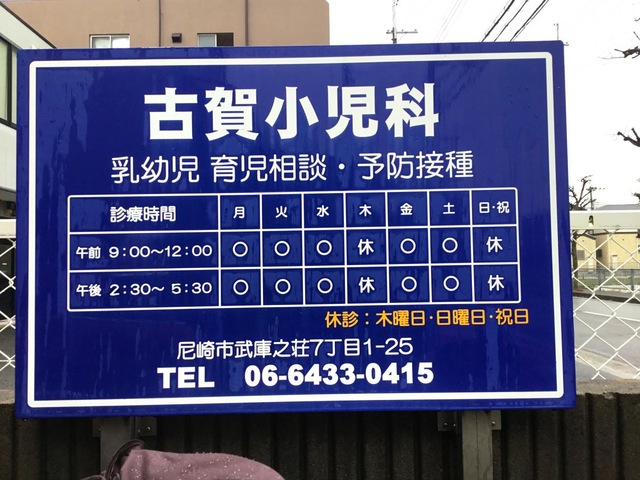 古賀小児科
乳幼児 育児相談・予防接種
診療時間 月 火 水 木 金 土 日・祝
午前 9:00〜12:00 ○ ○ ○ 休 ○ ○ 休
午後 2:30〜 5:30 ○ ○ ○ 休 ○ ○ 休
休診：木曜日・日曜日・祝日
尼崎市武庫之荘7丁目1-25
TEL 06-6433-0415